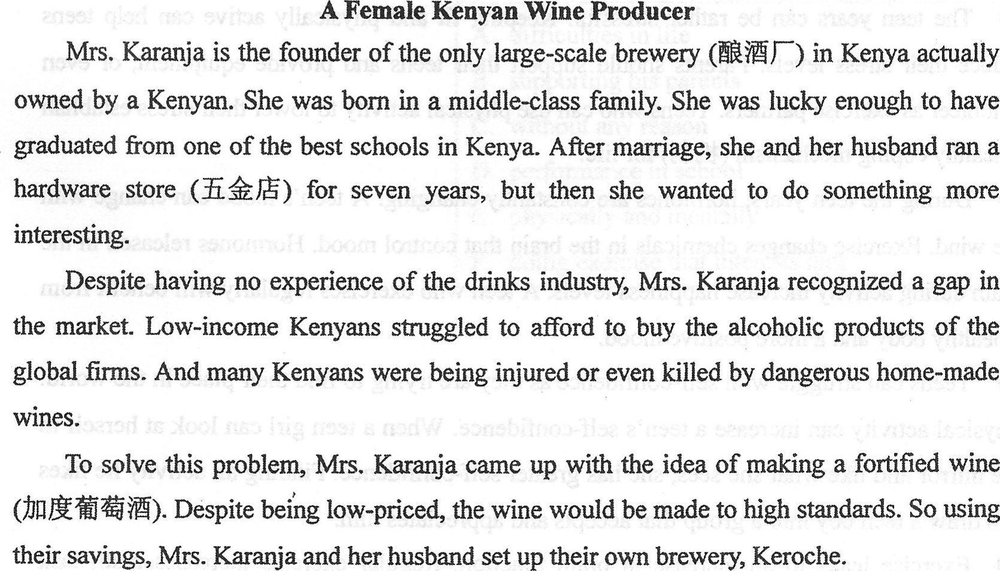 A Female Kenyan Wine Producer
Mrs. Karanja is the founder of the only large-scale brewery (酿酒厂) in Kenya actually
owned by a Kenyan. She was born in a middle-class family. She was lucky enough to have
graduated from one of the best schools in Kenya. After marriage, she and her husband ran a
hardware store (五金店) for seven years, but then she wanted to do something more
interesting.
Despite having no experience of the drinks industry, Mrs. Karanja recognized a gap in
the market. Low-income Kenyans struggled to afford to buy the alcoholic products of the
global firms. And many Kenyans were being injured or even killed by dangerous home-made
wines.
To solve this problem, Mrs. Karanja came up with the idea of making a fortified wine
(加度葡萄酒). Despite being low-priced, the wine would be made to high standards. So using
their savings, Mrs. Karanja and her husband set up their own brewery, Keroche.